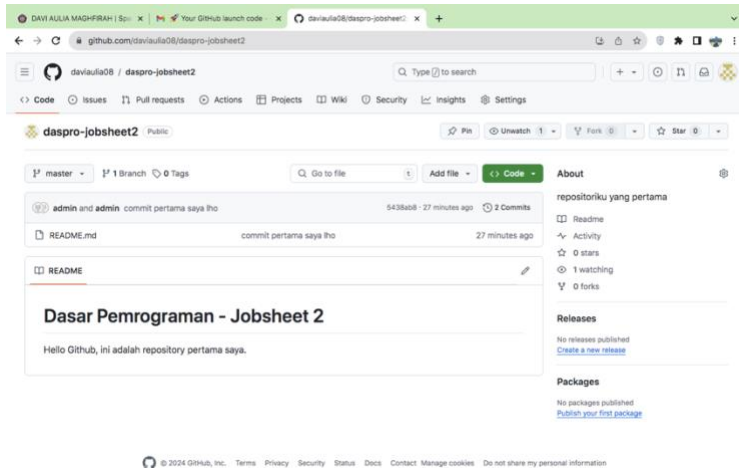 DAVI AULIA MAGHFIRAH | Spa
Your GitHub launch code
daviaulia08/daspro-jobsheet2
github.com/daviaulia08/daspro-jobsheet2
daviaulia08 / daspro-jobsheet2
Type / to search
Code Issues Pull requests Actions Projects Wiki Security Insights Settings
daspro-jobsheet2 Public
Pin Unwatch 1 Fork 0 Star 0
master 1 Branch 0 Tags Go to file t Add file Code
admin and admin commit pertama saya lho
27 minutes ago 2 Commits
README.md commit pertama saya lho 27 minutes ago
README
Dasar Pemrograman - Jobsheet 2
Hello Github, ini adalah repository pertama saya.
About
repositoriku yang pertama
Readme
Activity
0 stars
1 watching
0 forks
Releases
No releases published
Create a new release
Packages
No packages published
Publish your first package
© 2024 GitHub, Inc. Terms Privacy Security Status Docs Contact Manage cookies Do not share my personal information